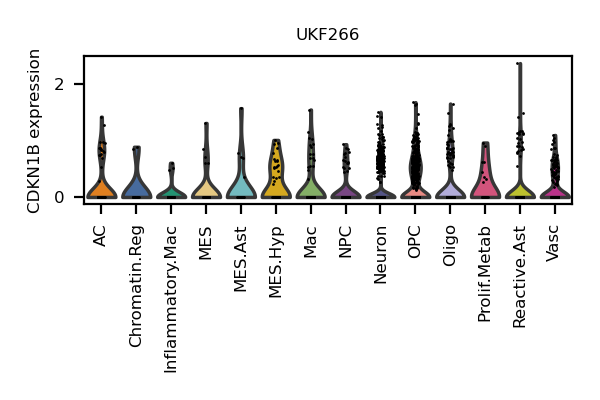 UKF266
CDKN1B expression
2
0
AC
Chromatin.Reg
Inflammatory.Mac
MES
MES.Ast
MES.Hyp
Mac
NPC
Neuron
OPC
Oligo
Prolif.Metab
Reactive.Ast
Vasc